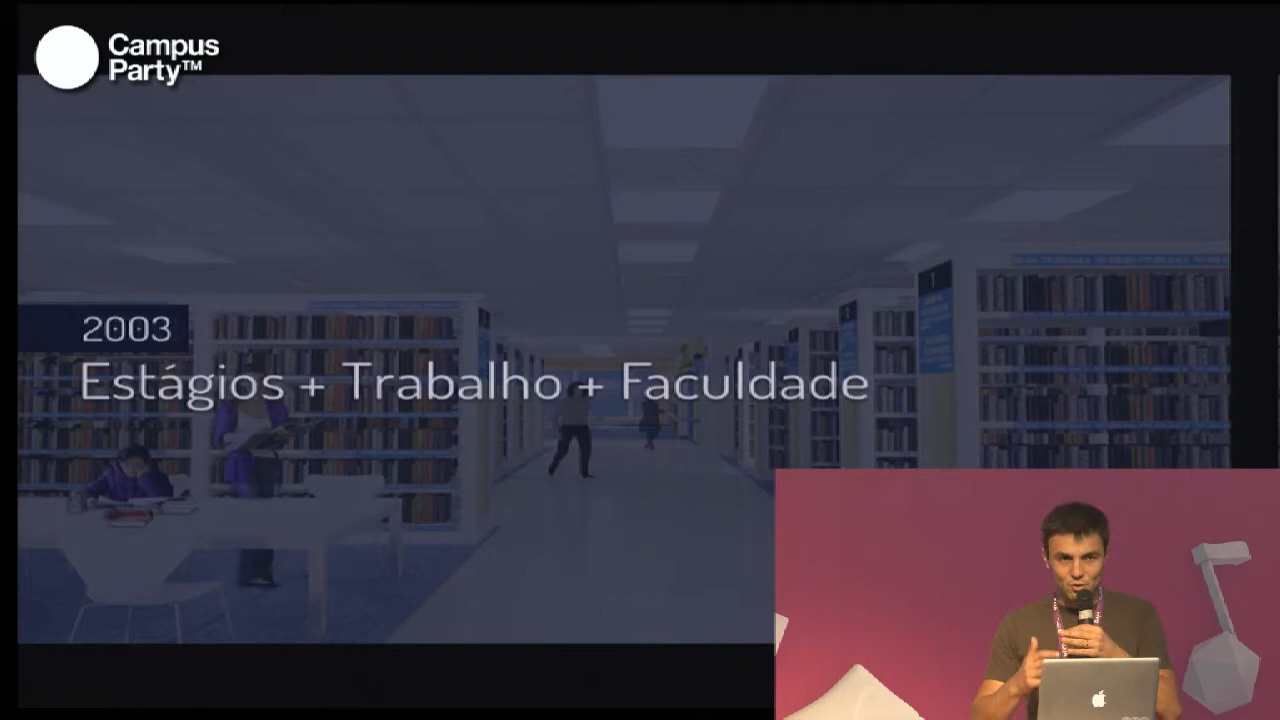 Campus
Party™
2003
Estágios + Trabalho + Faculdade